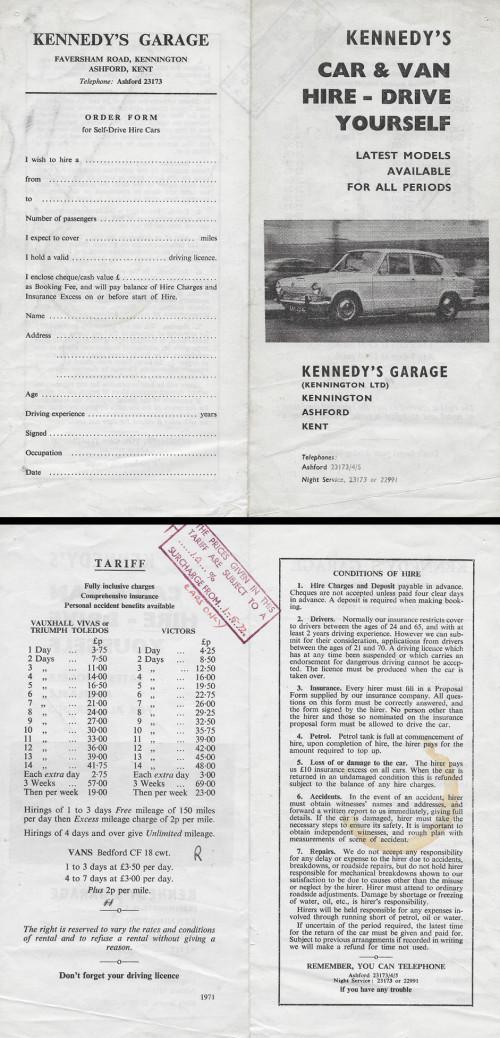 KENNEDY'S GARAGE
FAVERSHAM ROAD, KENNINGTON
ASHFORD, KENT
Telephone: Ashford 23173
ORDER FORM
for Self-Drive Hire Cars
I wish to hire a
from
to
Number of passengers
I expect to cover miles
I hold a valid driving licence.
I enclose cheque/cash value £
as Booking Fee, and will pay balance of Hire Charges and
Insurance Excess on or before start of Hire.
Name
Address
Age
Driving experience years
Signed
Occupation
Date
KENNEDY'S
CAR & VAN
HIRE - DRIVE
YOURSELF
LATEST MODELS
AVAILABLE
FOR ALL PERIODS
KENNEDY'S GARAGE
(KENNINGTON LTD)
KENNINGTON
ASHFORD
KENT
Telephones:
Ashford 23173/4/5
Night Service, 23173 or 22991
TARIFF
Fully inclusive charges
Comprehensive insurance
Personal accident benefits available
VAUXHALL VIVAS or
TRIUMPH TOLEDOS
£p
1 Day ... 3·75
2 Days ... 7·50
3 ,, ... 11·00
4 ,, ... 14·00
5 ,, ... 16·50
6 ,, ... 19·00
7 ,, ... 21·00
8 ,, ... 24·00
9 ,, ... 27·00
10 ,, ... 30·00
11 ,, ... 33·00
12 ,, ... 36·00
13 ,, ... 39·00
14 ,, ... 41·75
Each extra day 2·75
3 Weeks ... 57·00
Then per week 19·00
VICTORS
£p
1 Day ... 4·25
2 Days ... 8·50
3 ,, ... 12·50
4 ,, ... 16·00
5 ,, ... 19·50
6 ,, ... 22·75
7 ,, ... 26·00
8 ,, ... 29·25
9 ,, ... 32·50
10 ,, ... 35·75
11 ,, ... 39·00
12 ,, ... 42·00
13 ,, ... 45·00
14 ,, ... 48·00
Each extra day 3·00
3 Weeks ... 69·00
Then per week 23·00
Hirings of 1 to 3 days Free mileage of 150 miles
per day then Excess mileage charge of 2p per mile.
Hirings of 4 days and over give Unlimited mileage.
VANS Bedford CF 18 cwt. R
1 to 3 days at £3·50 per day.
4 to 7 days at £3·00 per day.
Plus 2p per mile.
The right is reserved to vary the rates and conditions
of rental and to refuse a rental without giving a
reason.
Don't forget your driving licence
1971
THE PRICES GIVEN IN THIS
TARIFF ARE SUBJECT TO A
%
SURCHARGE FROM
CONDITIONS OF HIRE
1. Hire Charges and Deposit payable in advance.
Cheques are not accepted unless paid four clear days
in advance. A deposit is required when making book-
ing.
2. Drivers. Normally our insurance restricts cover
to drivers between the ages of 24 and 65, and with at
least 2 years driving experience. However we can sub-
mit for their consideration, applications from drivers
between the ages of 21 and 70. A driving licence which
has at any time been suspended or which carries an
endorsement for dangerous driving cannot be accep-
ted. The licence must be produced when the car is
taken over.
3. Insurance. Every hirer must fill in a Proposal
Form supplied by our insurance company. All ques-
tions on this form must be correctly answered, and
the form signed by the hirer. No person other than
the hirer and those so nominated on the insurance
proposal form must be allowed to drive the car.
4. Petrol. Petrol tank is full at commencement of
hire, upon completion of hire, the hirer pays for the
amount required to top up.
5. Loss of or damage to the car. The hirer pays
us £10 insurance excess on all cars. When the car is
returned in an undamaged condition this is refunded
subject to the balance of any hire charges.
6. Accidents. In the event of an accident, hirer
must obtain witnesses' names and addresses, and
forward a written report to us immediately, giving full
details. If the car is damaged, hirer must take the
necessary steps to ensure its safety. It is important to
obtain independent witnesses, and rough plan with
measurements of scene of accident.
7. Repairs. We do not accept any responsibility
for any delay or expense to the hirer due to accidents,
breakdowns, or roadside repairs, but do not hold hirer
responsible for mechanical breakdowns shown to our
satisfaction to be due to causes other than the misuse
or neglect by the hirer. Hirer must attend to ordinary
roadside adjustments. Damage by shortage or freezing
of water, oil, etc., is hirer's responsibility.
Hirers will be held responsible for any expenses in-
volved through running short of petrol, oil or water.
If uncertain of the period required, the latest time
for the return of the car must be given and paid for.
Subject to previous arrangements if recorded in writing
we will make a refund for time not used.
REMEMBER, YOU CAN TELEPHONE
Ashford 23173/4/5
Night Service: 23173 or 22991
if you have any trouble